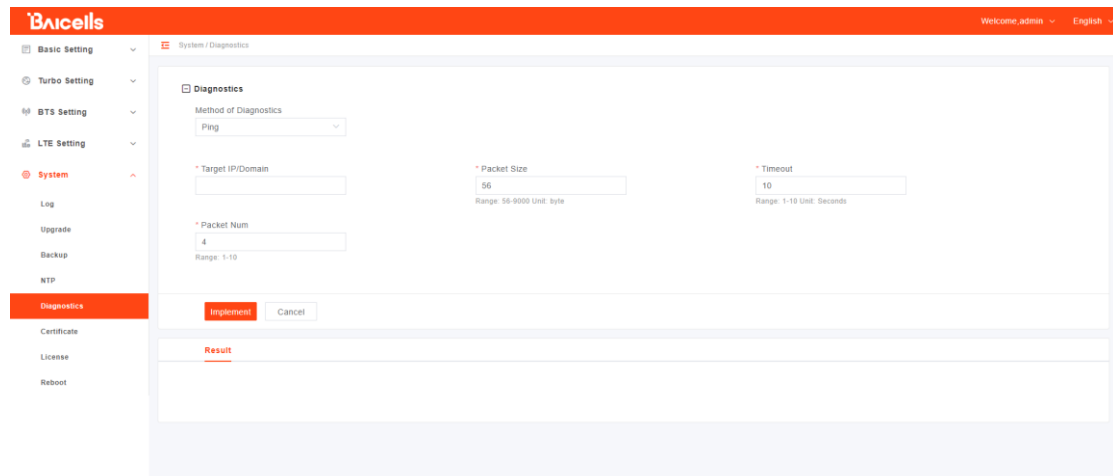 BAicells
Welcome,admin English
Basic Setting
Turbo Setting
BTS Setting
LTE Setting
System
Log
Upgrade
Backup
NTP
Diagnostics
Certificate
License
Reboot
System / Diagnostics
Diagnostics
Method of Diagnostics
Ping
* Target IP/Domain * Packet Size * Timeout
56 10
Range: 56-9000 Unit: byte Range: 1-10 Unit: Seconds
* Packet Num
4
Range: 1-10
Implement Cancel
Result